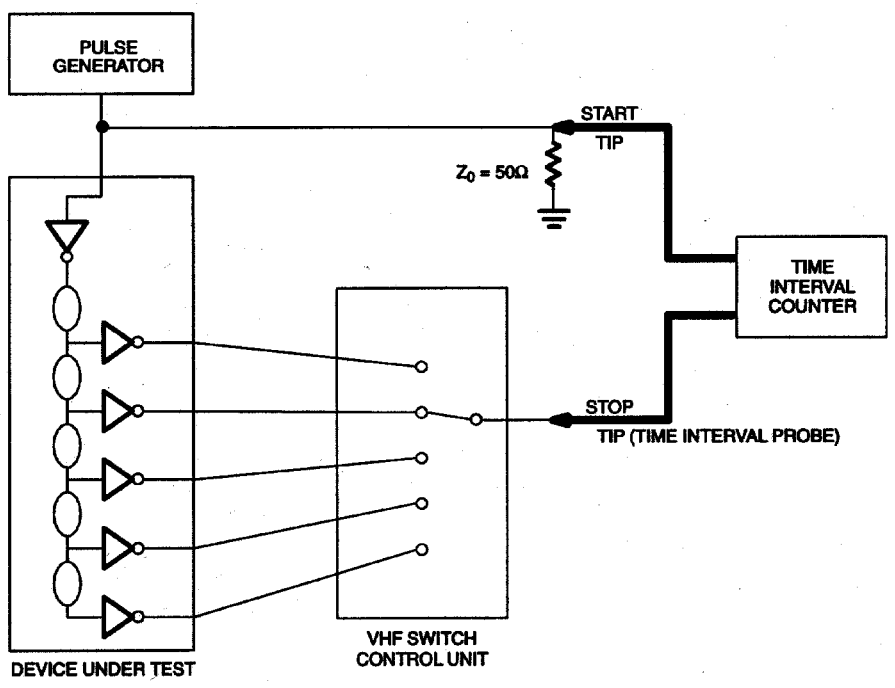 PULSE
GENERATOR
START
TIP
Z0 = 50Ω
TIME
INTERVAL
COUNTER
STOP
TIP (TIME INTERVAL PROBE)
VHF SWITCH
CONTROL UNIT
DEVICE UNDER TEST